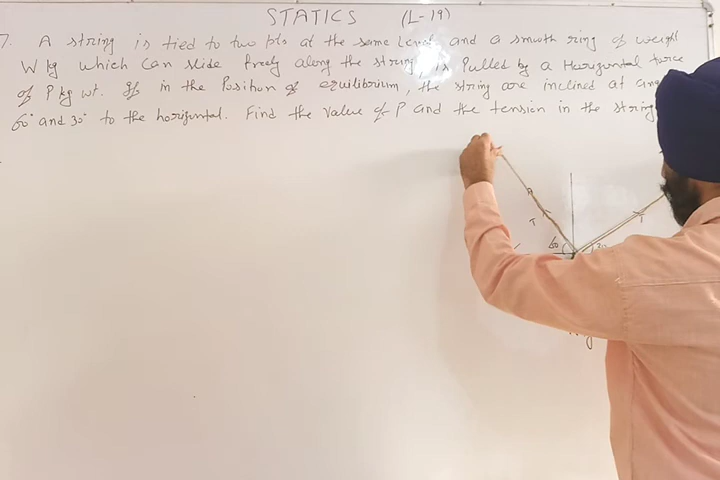 STATICS (L-19)
7. A string is tied to two pts at the same Level and a smooth ring of weight
W kg which can slide freely along the string is Pulled by a Horizontal force
of P kg wt. If in the Position of equilibrium, the string are inclined at
60° and 30° to the horizontal. Find the value of P and the tension in the string
T T
60 30